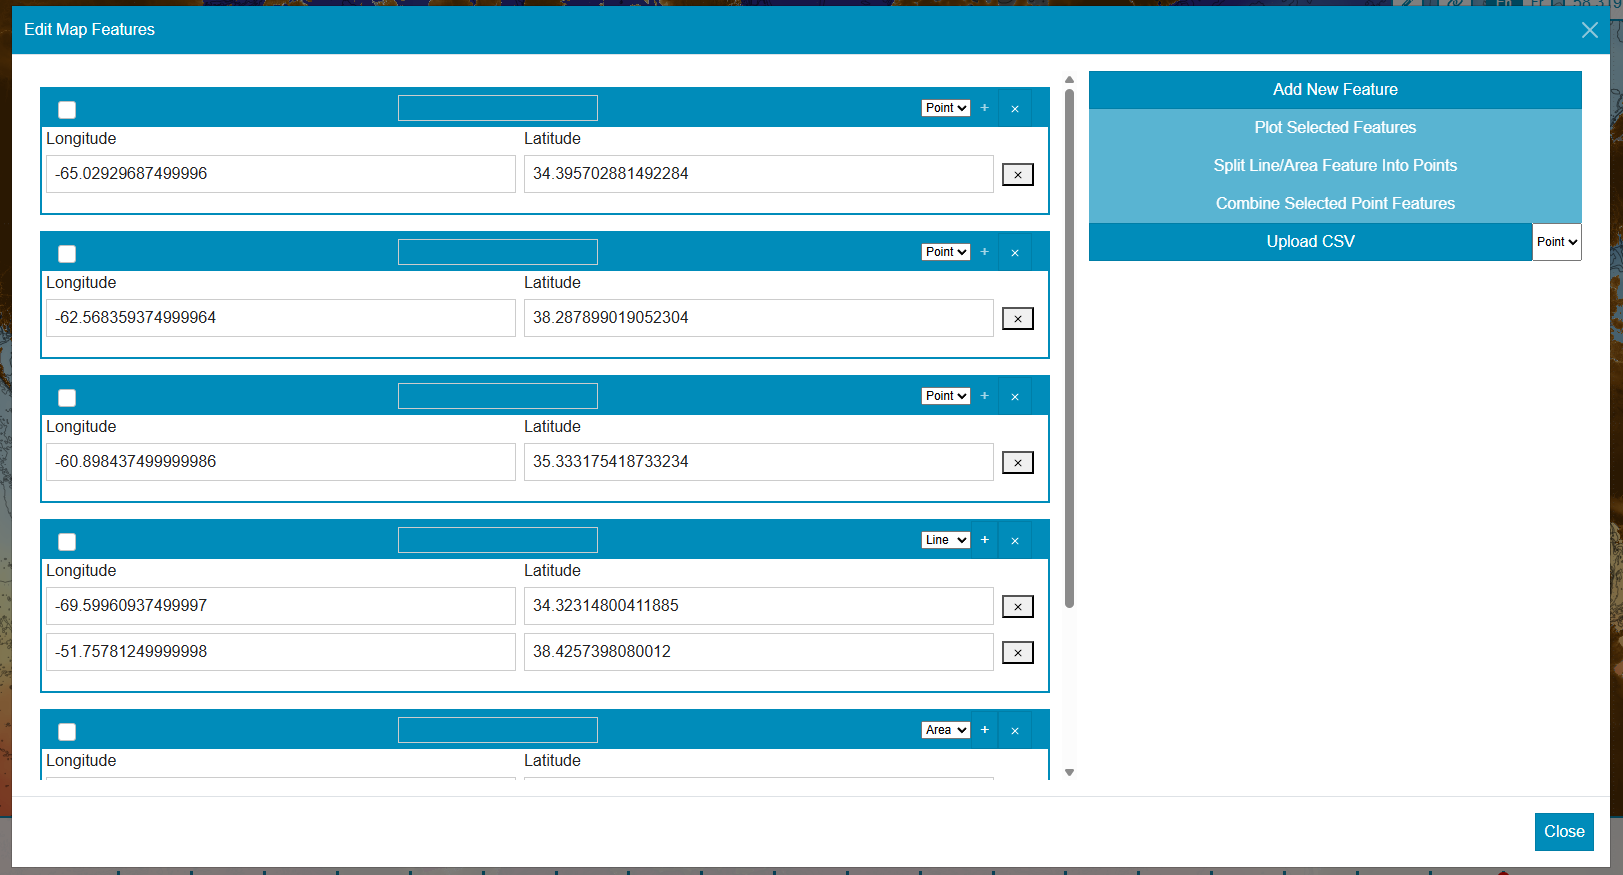 Edit Map Features
Point + ×
Longitude Latitude
-65.02929687499996 34.395702881492284 ×
Point + ×
Longitude Latitude
-62.568359374999964 38.287899019052304 ×
Point + ×
Longitude Latitude
-60.898437499999986 35.333175418733234 ×
Line + ×
Longitude Latitude
-69.59960937499997 34.32314800411885 ×
-51.75781249999998 38.4257398080012 ×
Area + ×
Longitude Latitude
Add New Feature
Plot Selected Features
Split Line/Area Feature Into Points
Combine Selected Point Features
Upload CSV Point
Close